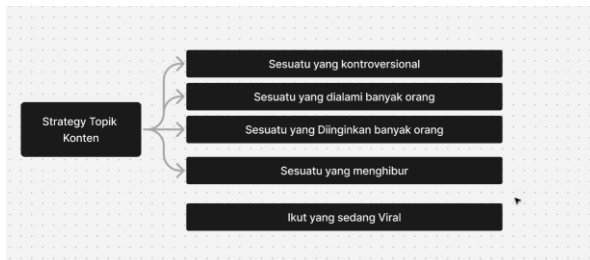 Strategy Topik
Konten
Sesuatu yang kontroversional
Sesuatu yang dialami banyak orang
Sesuatu yang Diinginkan banyak orang
Sesuatu yang menghibur
Ikut yang sedang Viral